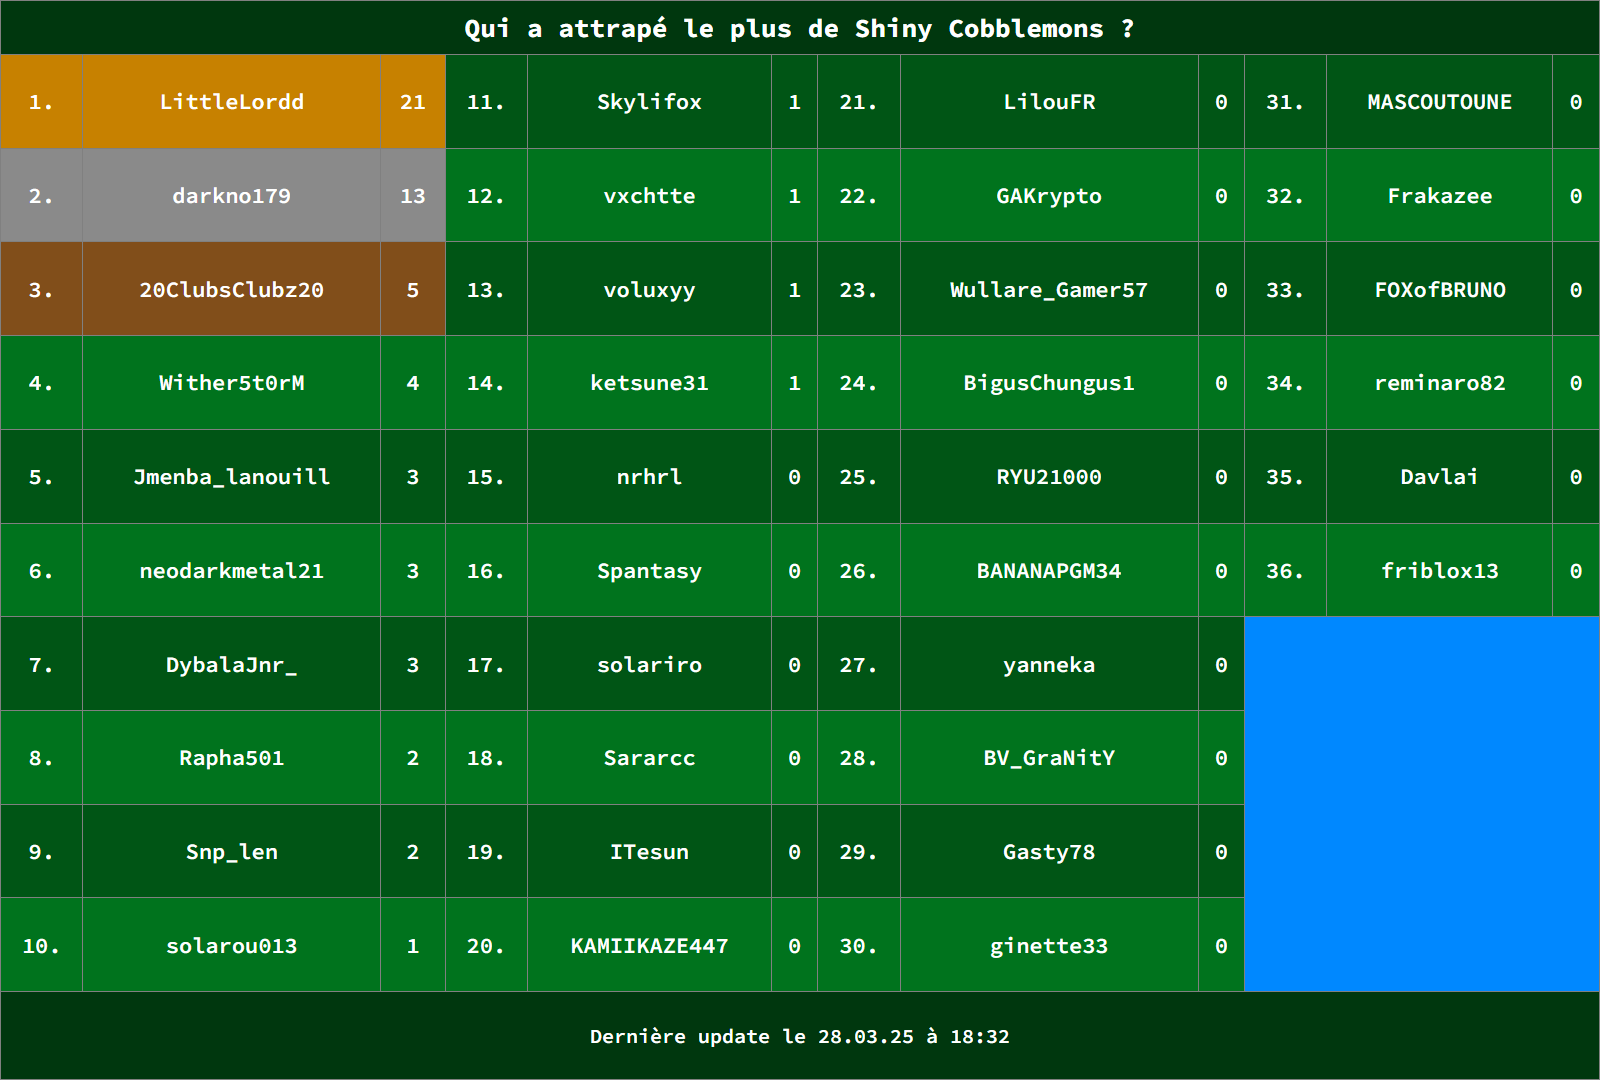 Qui a attrapé le plus de Shiny Cobblemons ?
1. LittleLordd 21
2. darkno179 13
3. 20ClubsClubz20 5
4. Wither5t0rM 4
5. Jmenba_lanouill 3
6. neodarkmetal21 3
7. DybalaJnr_ 3
8. Rapha501 2
9. Snp_len 2
10. solarou013 1
11. Skylifox 1
12. vxchtte 1
13. voluxyy 1
14. ketsune31 1
15. nrhrl 0
16. Spantasy 0
17. solariro 0
18. Sararcc 0
19. ITesun 0
20. KAMIIKAZE447 0
21. LilouFR 0
22. GAKrypto 0
23. Wullare_Gamer57 0
24. BigusChungus1 0
25. RYU21000 0
26. BANANAPGM34 0
27. yanneka 0
28. BV_GraNitY 0
29. Gasty78 0
30. ginette33 0
31. MASCOUTOUNE 0
32. Frakazee 0
33. FOXofBRUNO 0
34. reminaro82 0
35. Davlai 0
36. friblox13 0
Dernière update le 28.03.25 à 18:32